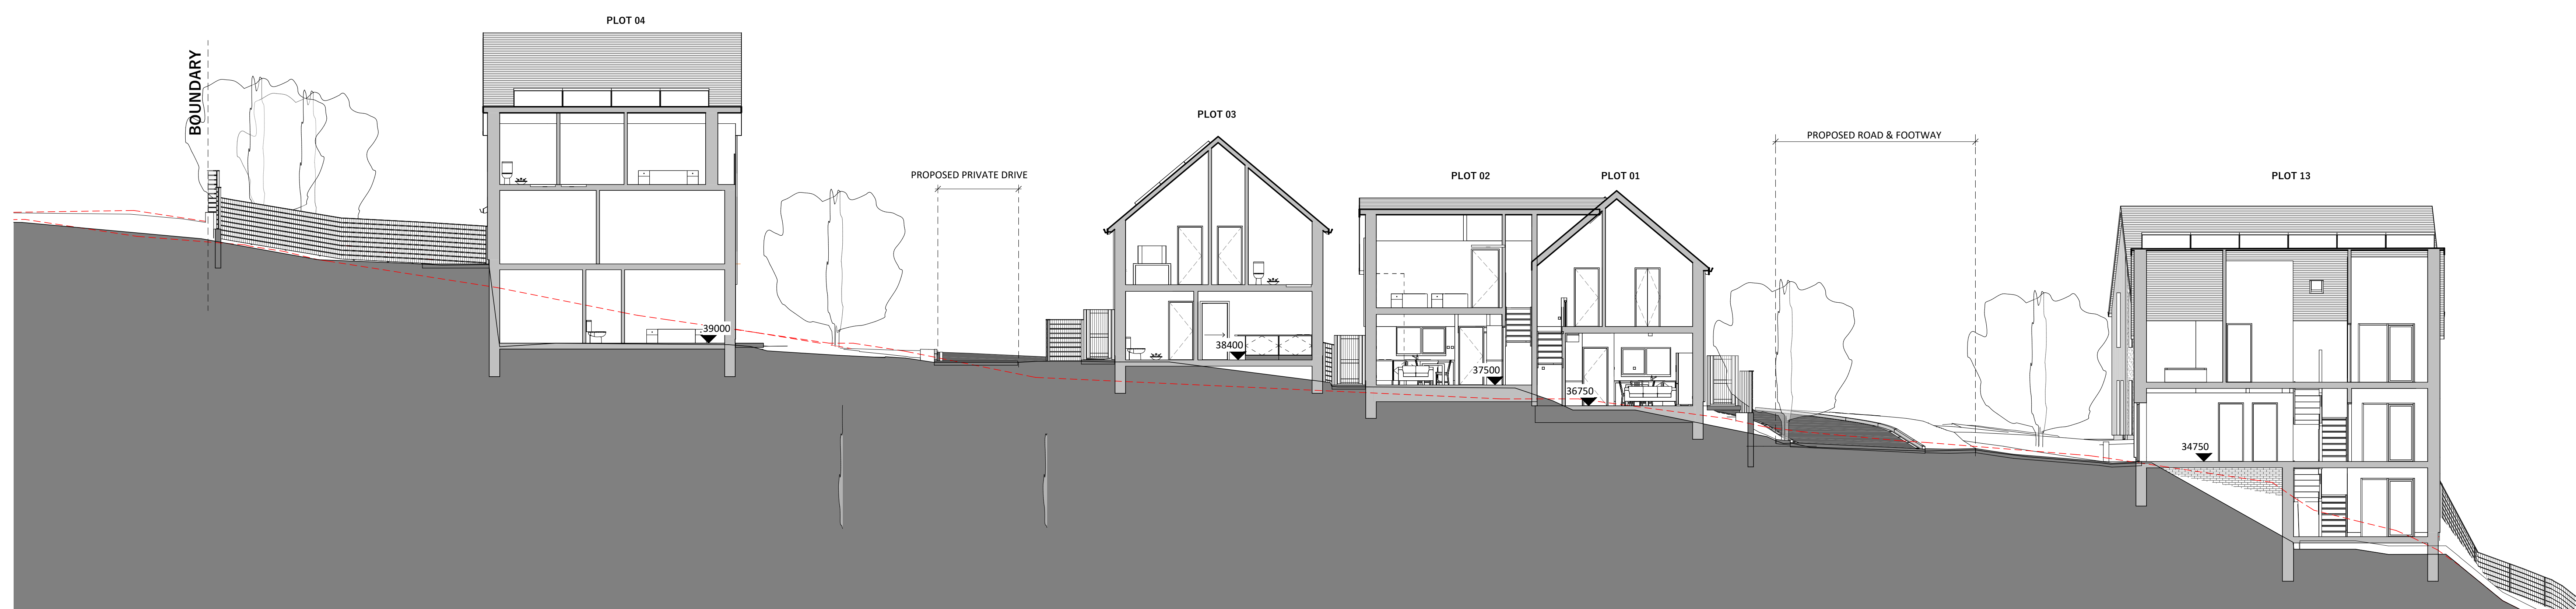 PLOT 04
BOUNDARY
PLOT 03
PROPOSED ROAD & FOOTWAY
PROPOSED PRIVATE DRIVE
PLOT 02
PLOT 01
PLOT 13
39000
38400
37500
36750
34750